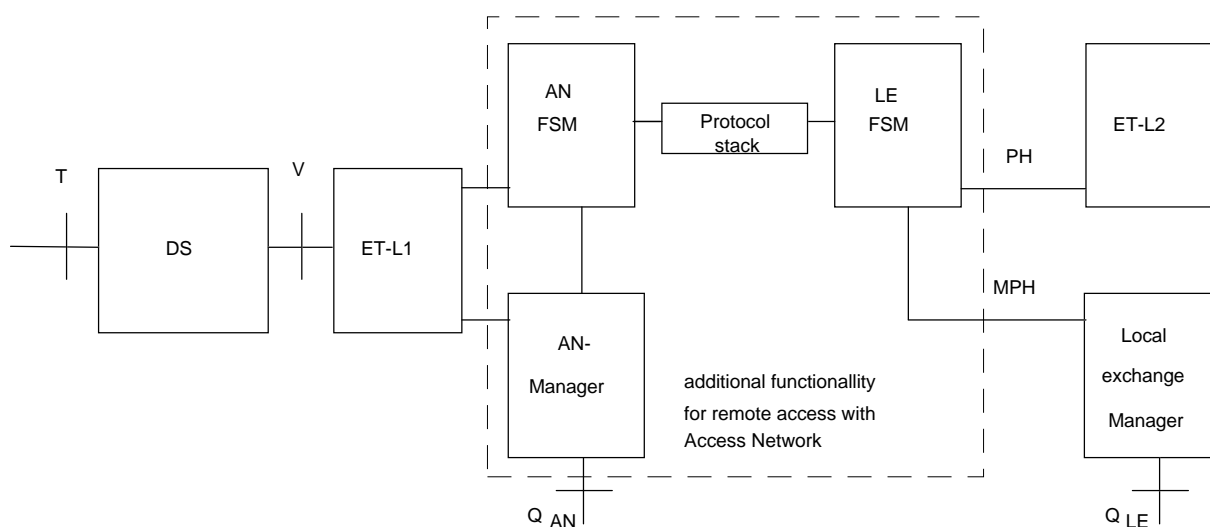 AN
FSM
Protocol
stack
LE
FSM
ET-L2
PH
T
V
DS
ET-L1
MPH
AN-
Manager
additional functionallity
for remote access with
Access Network
Local
exchange
Manager
Q AN
Q LE